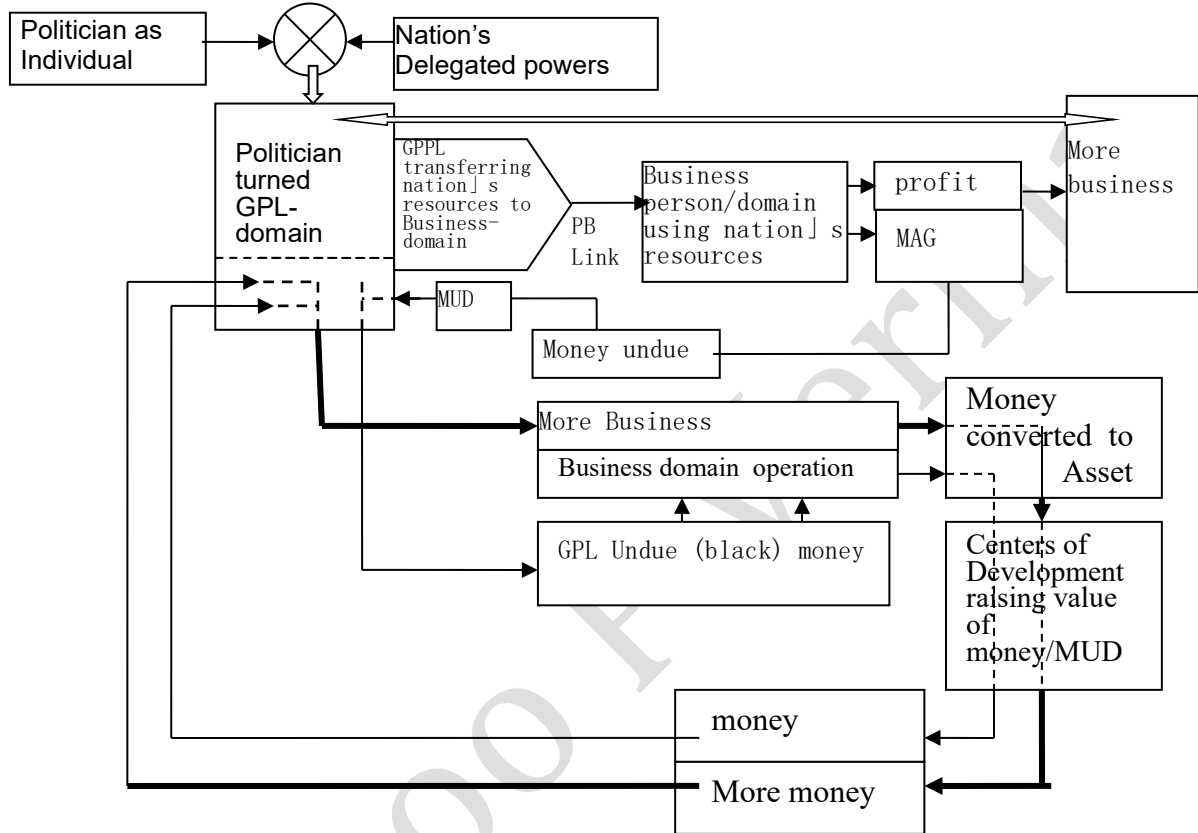 Politician as
Individual
Nation's
Delegated powers
Politician
turned
GPL-
domain
GPPL
transferring
nation」s
resources to
Business-
domain
PB
Link
Business
person/domain
using nation」s
resources
profit
MAG
More
business
MUD
Money undue
More Business
Business domain operation
GPL Undue (black) money
Money
converted to
Asset
Centers of
Development
raising value
of
money/MUD
money
More money